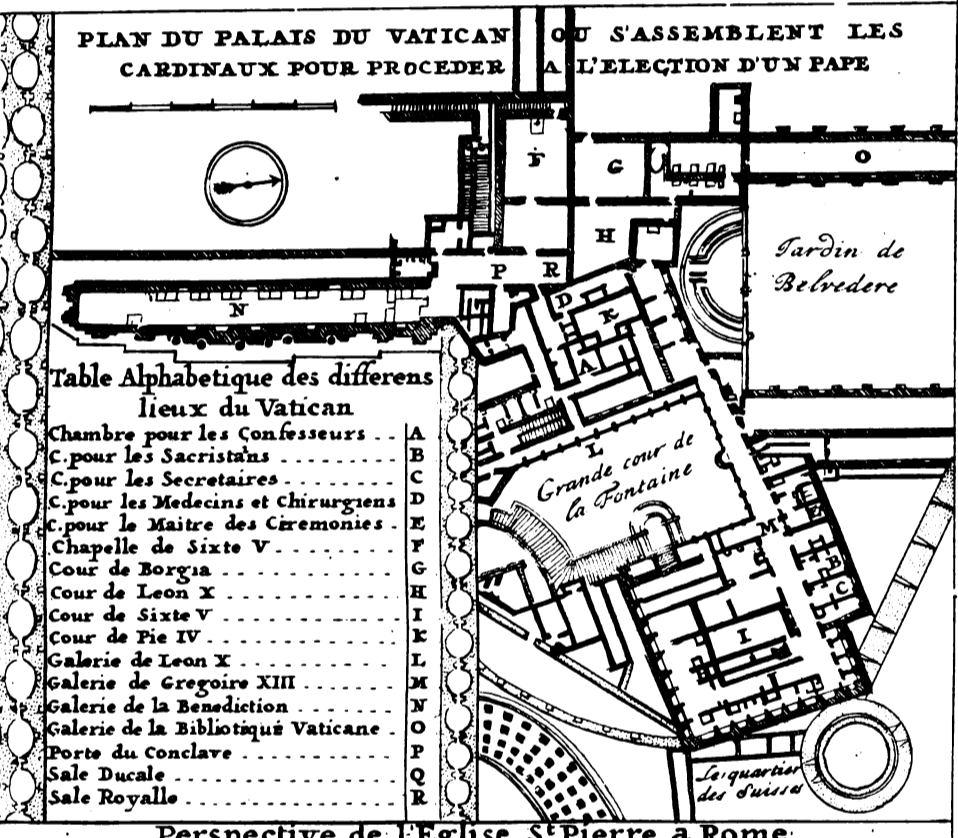 PLAN DU PALAIS DU VATICAN OU S'ASSEMBLENT LES
CARDINAUX POUR PROCEDER A L'ELECTION D'UN PAPE
F
G
O
H
Jardin de
Belvedere
P R
D
K
N
A
Table Alphabetique des differens
lieux du Vatican
Chambre pour les Confesseurs . . A
C. pour les Sacristains . . . . . . . . . B
C. pour les Secretaires . . . . . . . . C
C. pour les Medecins et Chirurgiens D
C. pour le Maitre des Ceremonies . E
Chapelle de Sixte V . . . . . . . . . F
Cour de Borgia . . . . . . . . . . . . G
Cour de Leon X . . . . . . . . . . . . H
Cour de Sixte V . . . . . . . . . . . . I
Cour de Pie IV . . . . . . . . . . . . K
Galerie de Leon X . . . . . . . . . . L
Galerie de Gregoire XIII . . . . . . M
Galerie de la Benediction . . . . . . N
Galerie de la Bibliotique Vaticane . O
Porte du Conclave . . . . . . . . . . P
Sale Ducale . . . . . . . . . . . . . . Q
Sale Royalle . . . . . . . . . . . . . . R
L
Grande cour de
la Fontaine
M
E
B
C
I
Le quartier
des Suisses
Perspective de l'Eglise St Pierre a Rome